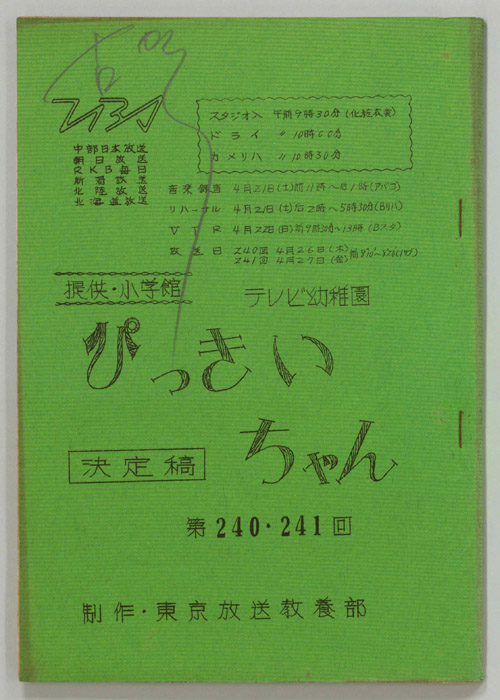 TBS
中部日本放送
朝日放送
RKB毎日
新潟放送
北陸放送
北海道放送
スタジオ入 午前9時30分(化粧衣裳)
ドライ 〃 10時00分
カメリハ 〃 10時30分
音楽録音 4月21日(土)前11時〜后1時(アバコ)
リハーサル 4月21日(土)后2時〜5時30分(Bリハ)
VTR 4月22日(日)前9時30分〜13時(Bスタ)
放送日 240回 4月26日(木)
241回 4月27日(金)
提供・小学館
テレビ幼稚園
ぴっきい
ちゃん
決定稿
第240・241回
制作・東京放送教養部